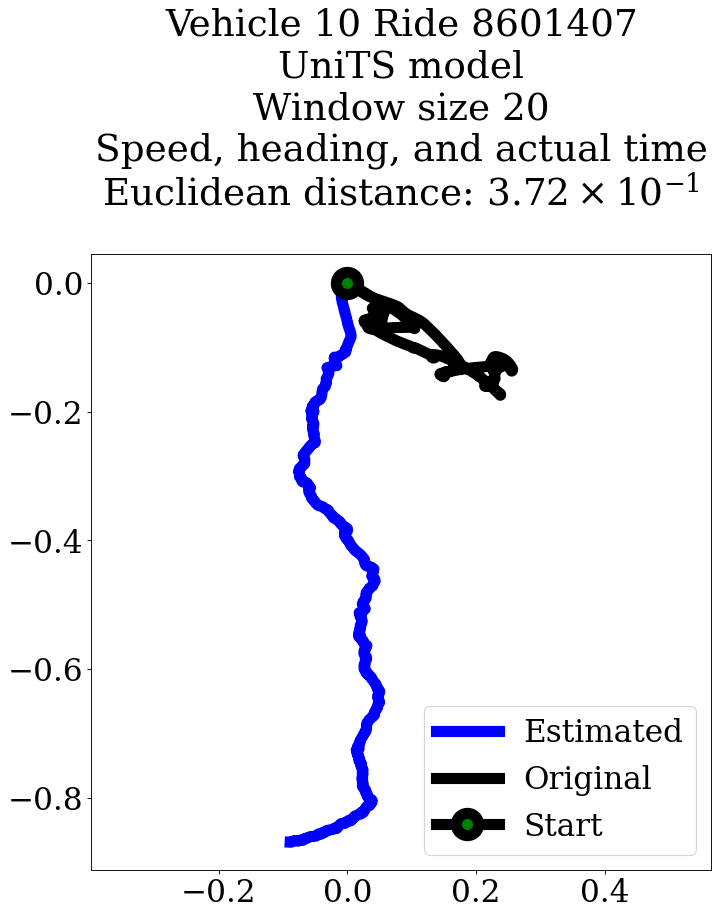 Vehicle 10 Ride 8601407
UniTS model
Window size 20
Speed, heading, and actual time
Euclidean distance: 3.72 × 10⁻¹
0.0
−0.2
−0.4
−0.6
−0.8
Estimated
Original
Start
−0.2 0.0 0.2 0.4